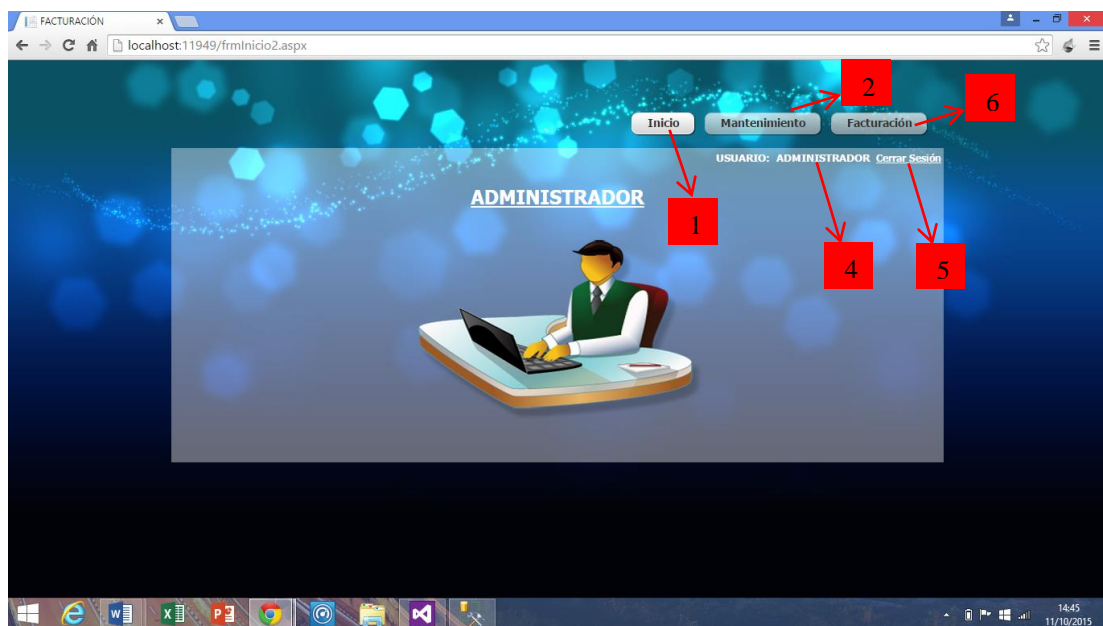 FACTURACIÓN
localhost:11949/frmInicio2.aspx
2
6
Inicio Mantenimiento Facturación
USUARIO: ADMINISTRADOR Cerrar Sesión
ADMINISTRADOR
1
4
5
14:45
11/10/2015